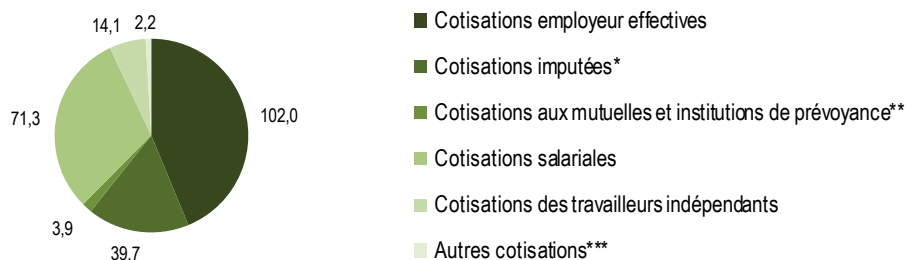 14,1
2,2
102,0
71,3
3,9
39,7
Cotisations employeur effectives
Cotisations imputées*
Cotisations aux mutuelles et institutions de prévoyance**
Cotisations salariales
Cotisations des travailleurs indépendants
Autres cotisations***